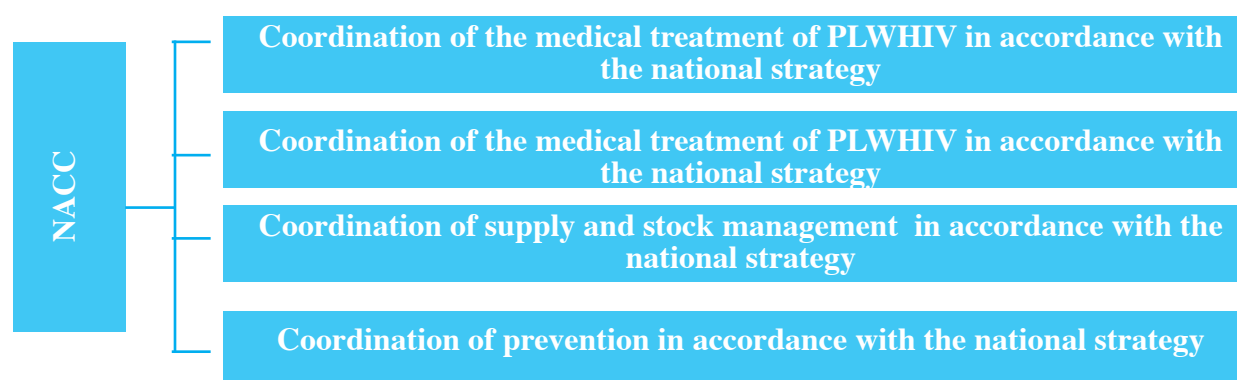 NACC
Coordination of the medical treatment of PLWHIV in accordance with
the national strategy
Coordination of the medical treatment of PLWHIV in accordance with
the national strategy
Coordination of supply and stock management  in accordance with the
national strategy
Coordination of prevention in accordance with the national strategy